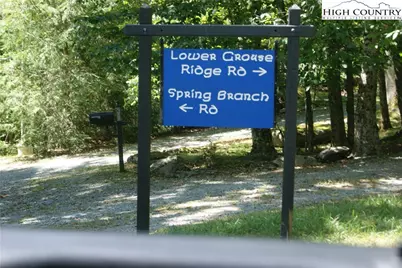 HIGH COUNTRY
Lower Grouse
Ridge Rd →
Spring Branch
← Rd